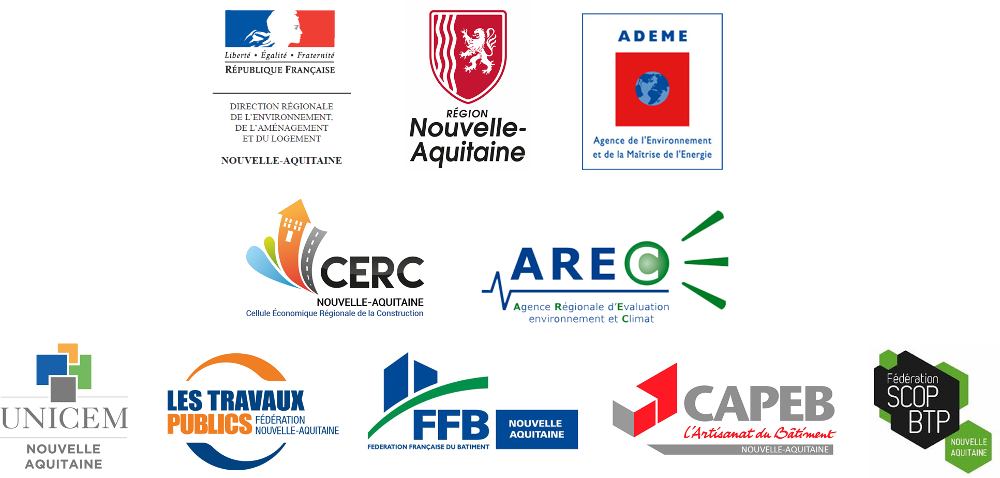 Liberté • Égalité • Fraternité
RÉPUBLIQUE FRANÇAISE
DIRECTION RÉGIONALE
DE L'ENVIRONNEMENT,
DE L'AMÉNAGEMENT
ET DU LOGEMENT
NOUVELLE-AQUITAINE
RÉGION
Nouvelle-
Aquitaine
ADEME
Agence de l'Environnement
et de la Maîtrise de l'Energie
CERC
NOUVELLE-AQUITAINE
Cellule Économique Régionale de la Construction
AREC
Agence Régionale d'Evaluation
environnement et Climat
UNICEM
NOUVELLE
AQUITAINE
LES TRAVAUX
PUBLICS FÉDÉRATION
NOUVELLE-AQUITAINE
FFB
FEDERATION FRANÇAISE DU BATIMENT
NOUVELLE
AQUITAINE
CAPEB
L'Artisanat du Bâtiment
NOUVELLE-AQUITAINE
Fédération
SCOP
BTP
NOUVELLE
AQUITAINE